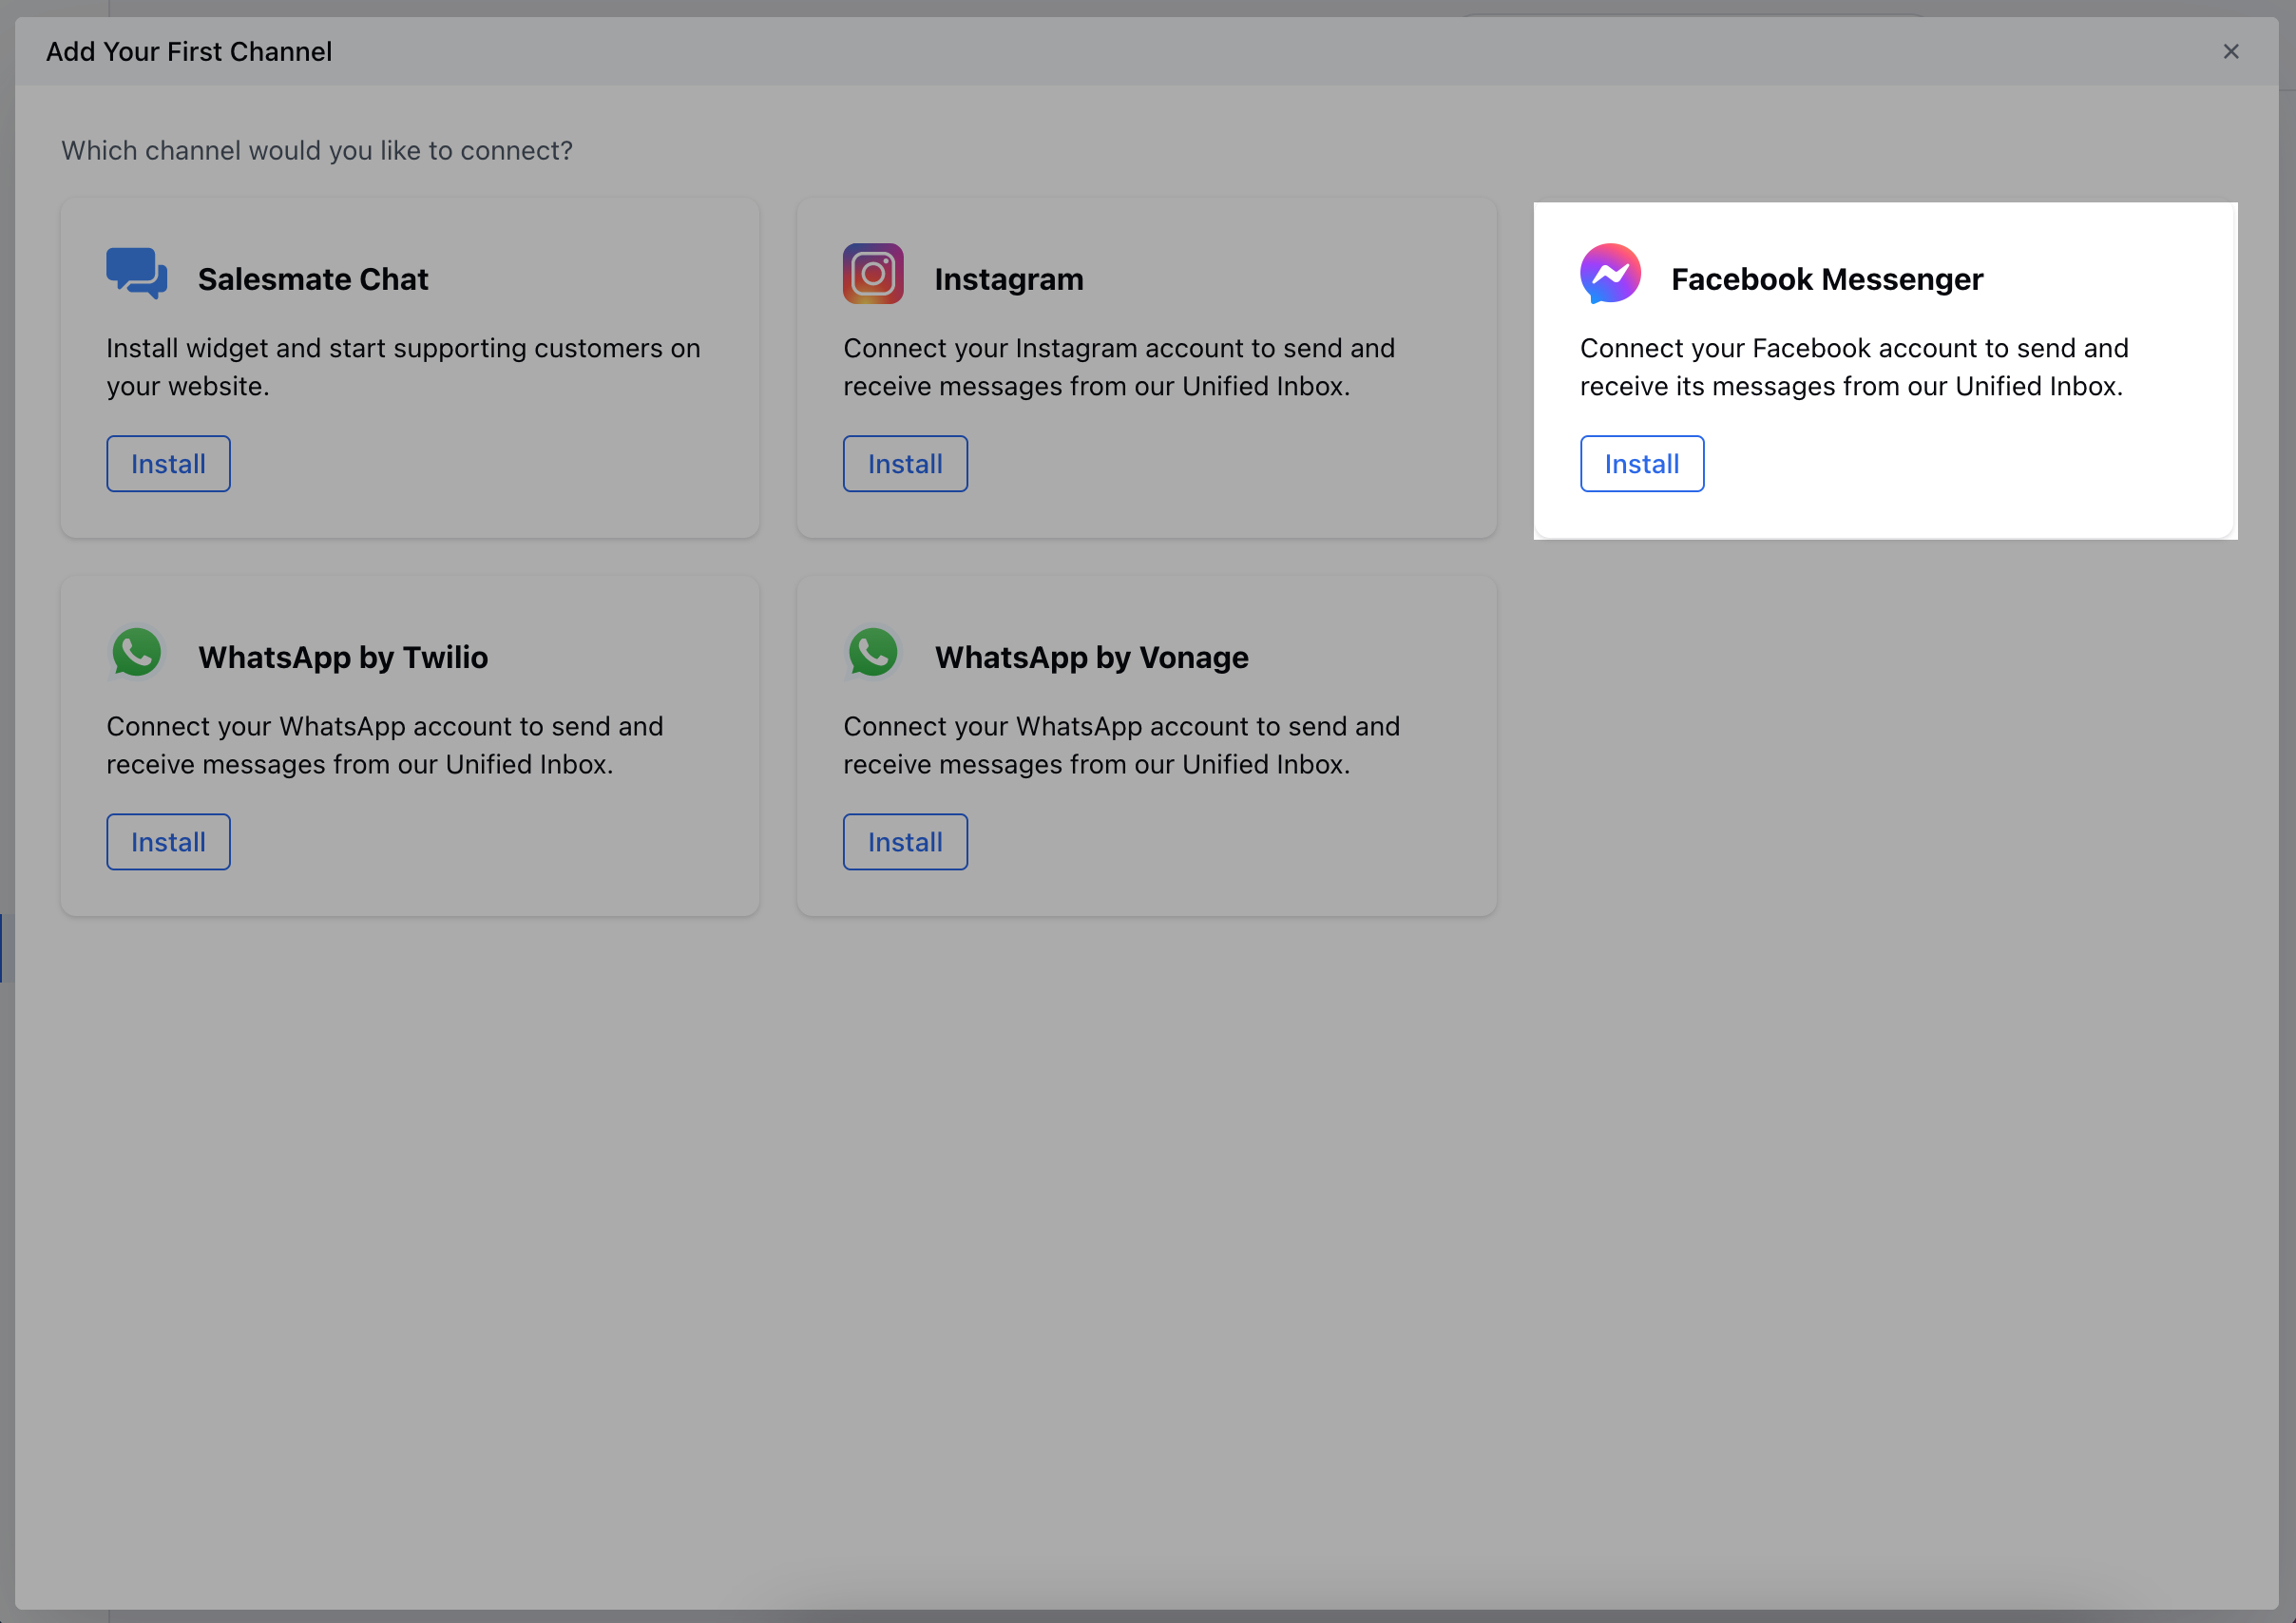 Add Your First Channel
Which channel would you like to connect?
Salesmate Chat
Install widget and start supporting customers on
your website.
Install
Instagram
Connect your Instagram account to send and
receive messages from our Unified Inbox.
Install
Facebook Messenger
Connect your Facebook account to send and
receive its messages from our Unified Inbox.
Install
WhatsApp by Twilio
Connect your WhatsApp account to send and
receive messages from our Unified Inbox.
Install
WhatsApp by Vonage
Connect your WhatsApp account to send and
receive messages from our Unified Inbox.
Install